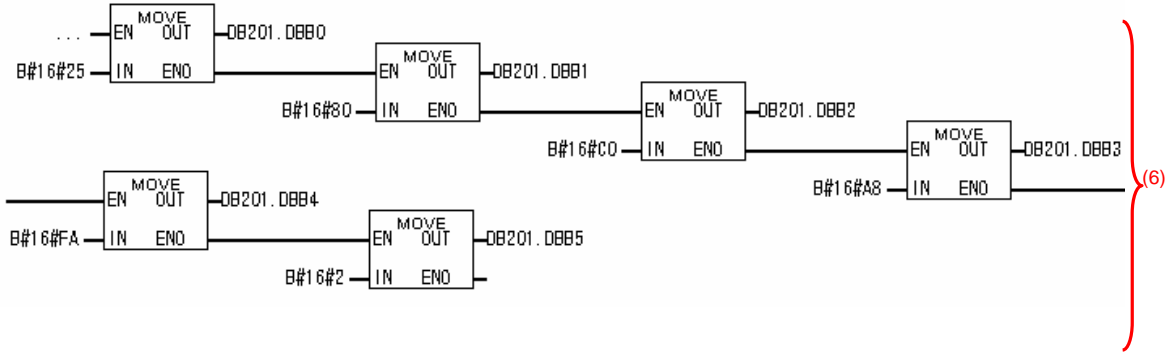 MOVE
... EN OUT DB201.DBB0
B#16#25 IN ENO
MOVE
EN OUT DB201.DBB1
B#16#80 IN ENO
MOVE
EN OUT DB201.DBB2
B#16#C0 IN ENO
MOVE
EN OUT DB201.DBB3
B#16#A8 IN ENO
(6)
MOVE
EN OUT DB201.DBB4
B#16#FA IN ENO
MOVE
EN OUT DB201.DBB5
B#16#2 IN ENO